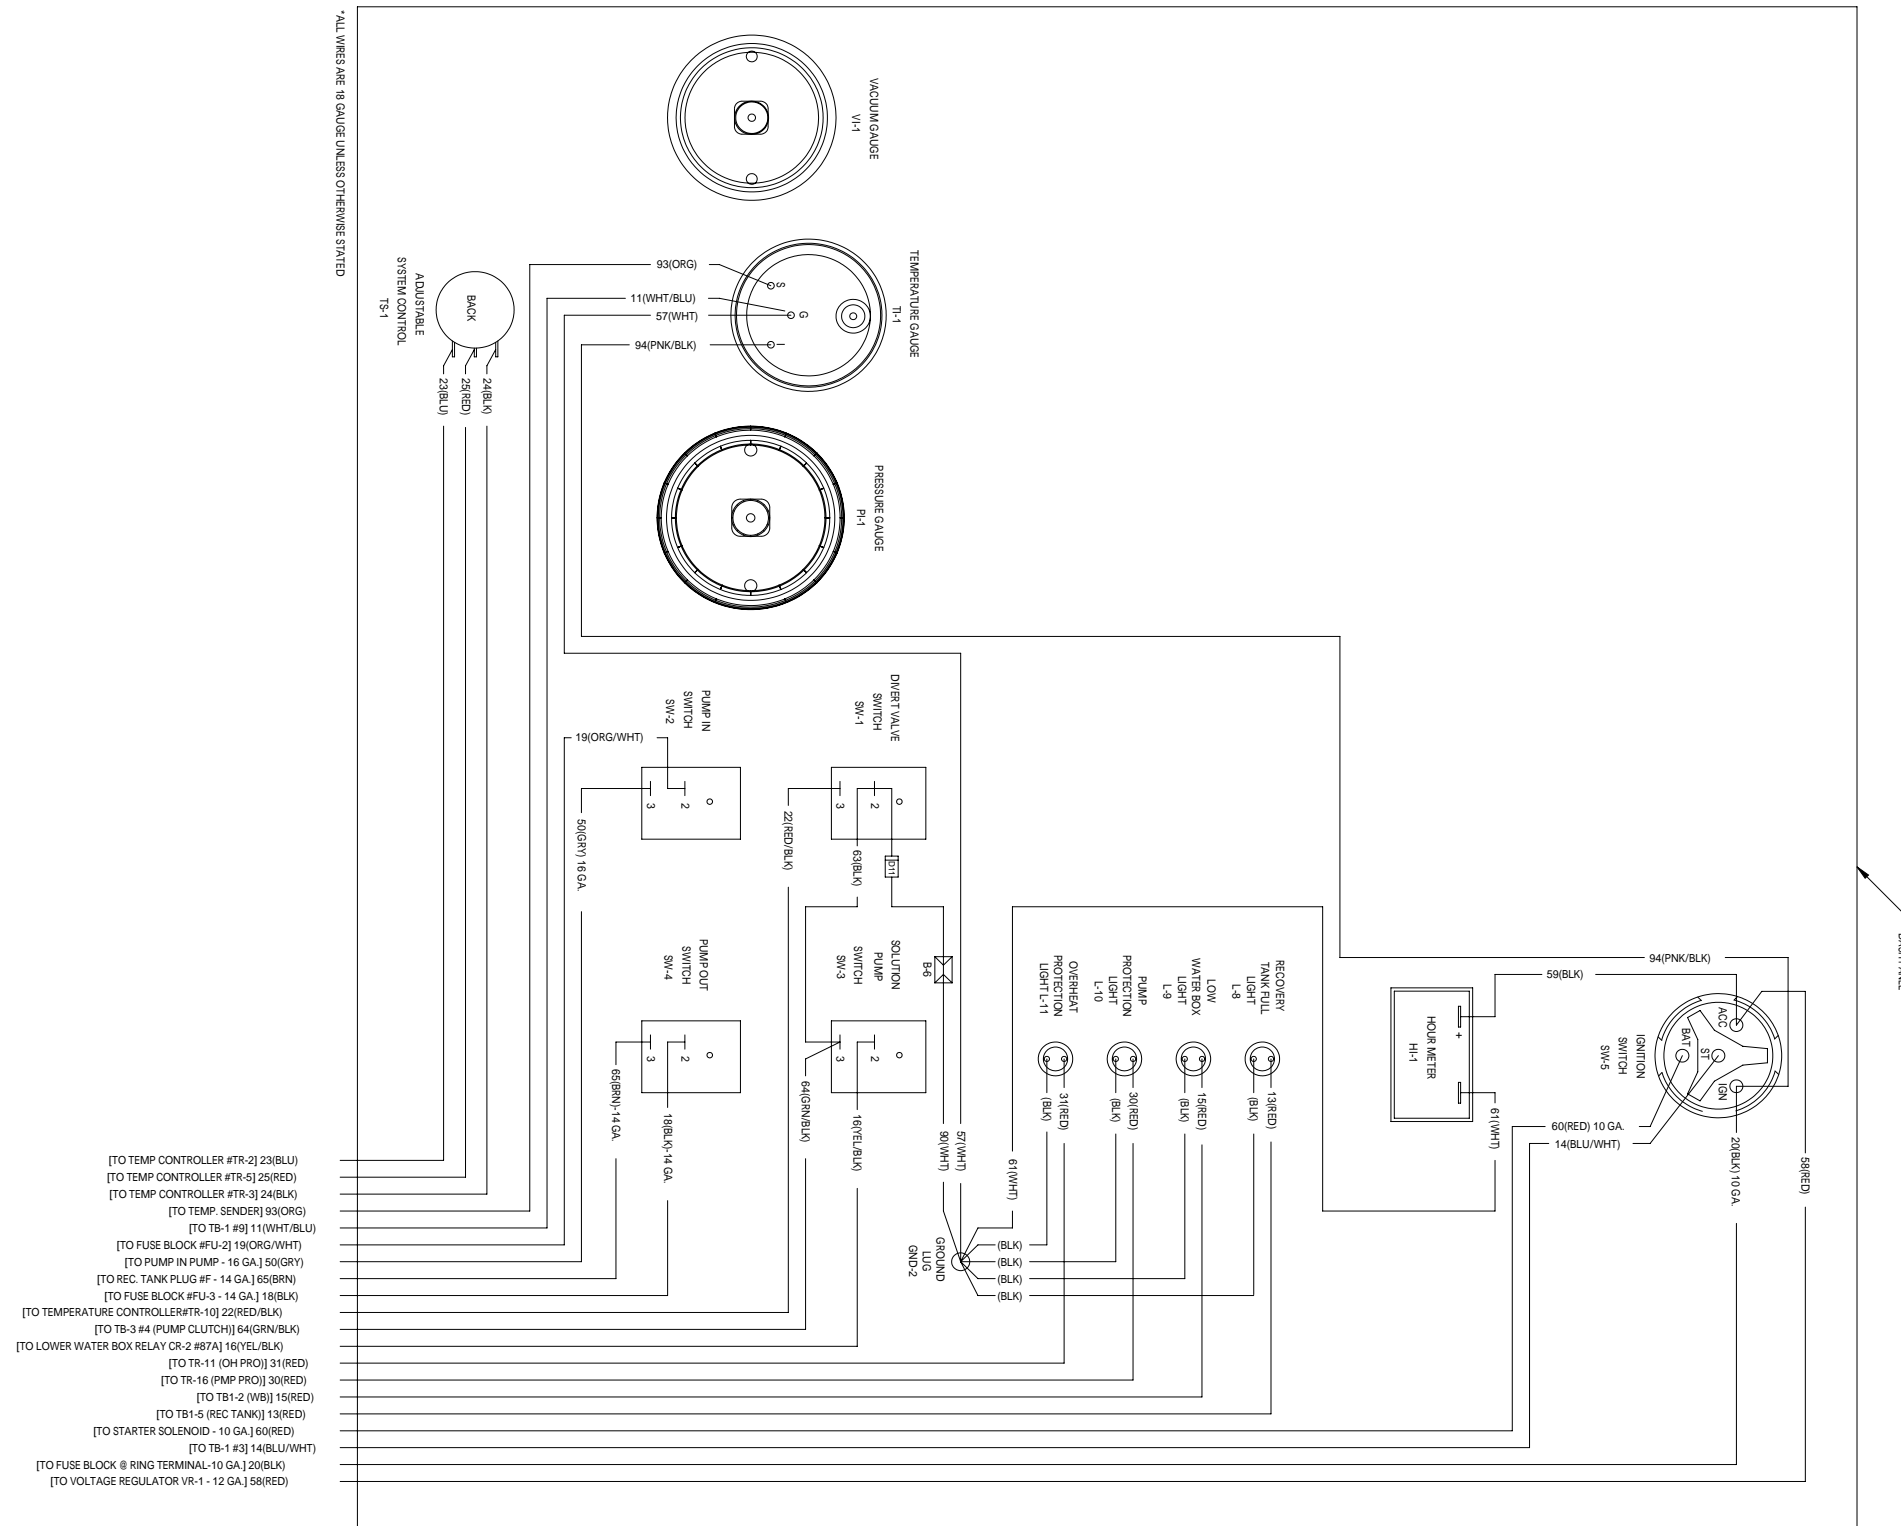 *ALL WIRES ARE 18 GAUGE UNLESS OTHERWISE STATED
VACUUM GAUGE
VI-1
TEMPERATURE GAUGE
TI-1
S
G
I
93(ORG)
11(WHT/BLU)
57(WHT)
94(PNK/BLK)
ADJUSTABLE
SYSTEM CONTROL
TS-1
BACK
23(BLU)
25(RED)
24(BLK)
PRESSURE GAUGE
PI-1
PUMP IN
SWITCH
SW-2
19(ORG/WHT)
3
2
50(GRY) 16 GA.
DIVERT VALVE
SWITCH
SW-1
3
2
22(RED/BLK)
63(BLK)
D11
PUMP OUT
SWITCH
SW-4
3
2
65(BRN)-14 GA.
18(BLK)-14 GA.
SOLUTION
PUMP
SWITCH
SW-3
3
2
64(GRN/BLK)
16(YEL/BLK)
B-6
90(WHT)
57(WHT)
61(WHT)
GROUND
LUG
GND-2
(BLK)
(BLK)
(BLK)
(BLK)
OVERHEAT
PROTECTION
LIGHT L-11
(BLK)
31(RED)
PUMP
PROTECTION
LIGHT
L-10
(BLK)
30(RED)
LOW
WATER BOX
LIGHT
L-9
(BLK)
15(RED)
RECOVERY
TANK FULL
LIGHT
L-8
(BLK)
13(RED)
94(PNK/BLK)
59(BLK)
HOUR METER
HI-1
+
61(WHT)
IGNITION
SWITCH
SW-5
ACC
BAT
ST
IGN
60(RED) 10 GA.
14(BLU/WHT)
20(BLK) 10 GA.
58(RED)
[TO TEMP CONTROLLER #TR-2] 23(BLU)
[TO TEMP CONTROLLER #TR-5] 25(RED)
[TO TEMP CONTROLLER #TR-3] 24(BLK)
[TO TEMP. SENDER] 93(ORG)
[TO TB-1 #9] 11(WHT/BLU)
[TO FUSE BLOCK #FU-2] 19(ORG/WHT)
[TO PUMP IN PUMP - 16 GA.] 50(GRY)
[TO REC. TANK PLUG #F - 14 GA.] 65(BRN)
[TO FUSE BLOCK #FU-3 - 14 GA.] 18(BLK)
[TO TEMPERATURE CONTROLLER#TR-10] 22(RED/BLK)
[TO TB-3 #4 (PUMP CLUTCH)] 64(GRN/BLK)
[TO LOWER WATER BOX RELAY CR-2 #87A] 16(YEL/BLK)
[TO TR-11 (OH PRO)] 31(RED)
[TO TR-16 (PMP PRO)] 30(RED)
[TO TB1-2 (WB)] 15(RED)
[TO TB1-5 (REC TANK)] 13(RED)
[TO STARTER SOLENOID - 10 GA.] 60(RED)
[TO TB-1 #3] 14(BLU/WHT)
[TO FUSE BLOCK @ RING TERMINAL-10 GA.] 20(BLK)
[TO VOLTAGE REGULATOR VR-1 - 12 GA.] 58(RED)